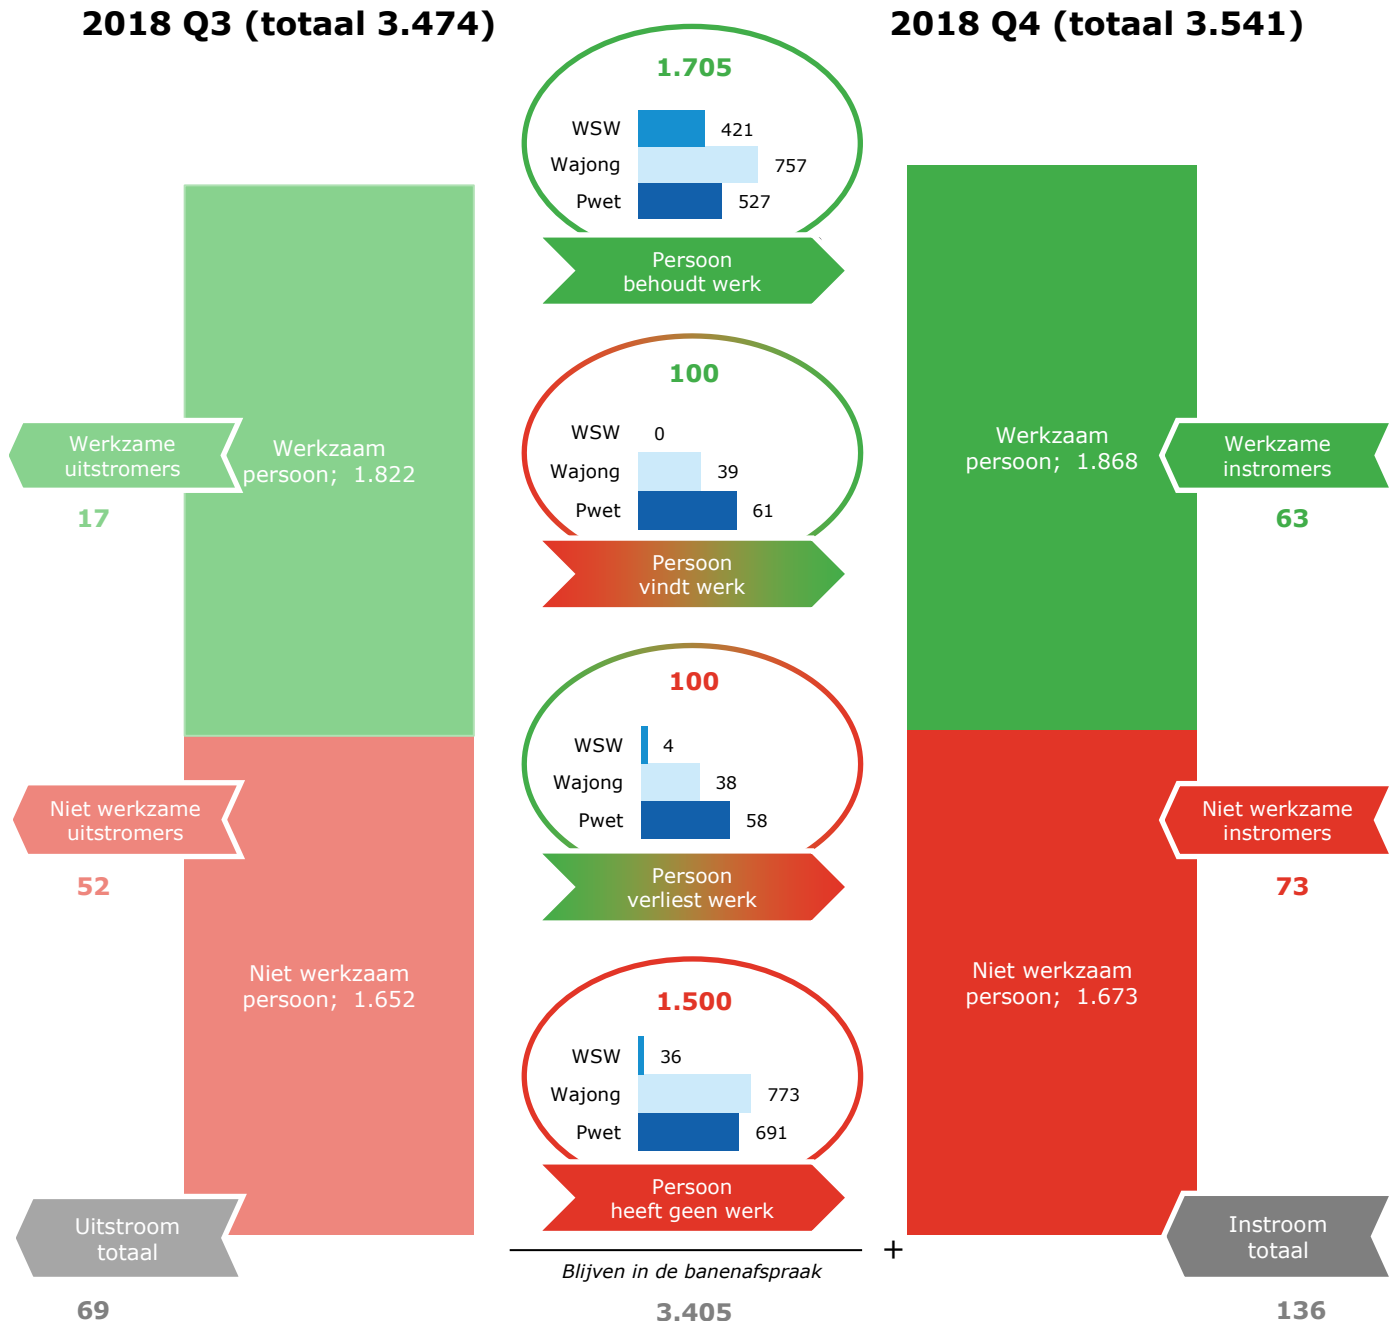 2018 Q3 (totaal 3.474)
2018 Q4 (totaal 3.541)
1.705
WSW 421
Wajong 757
Pwet 527
Persoon
behoudt werk
100
WSW 0
Wajong 39
Pwet 61
Persoon
vindt werk
100
WSW 4
Wajong 38
Pwet 58
Persoon
verliest werk
1.500
WSW 36
Wajong 773
Pwet 691
Persoon
heeft geen werk
Blijven in de banenafspraak
3.405
+
Werkzame
uitstromers
17
Werkzaam
persoon; 1.822
Niet werkzame
uitstromers
52
Niet werkzaam
persoon; 1.652
Uitstroom
totaal
69
Werkzaam
persoon; 1.868
Werkzame
instromers
63
Niet werkzame
instromers
73
Niet werkzaam
persoon; 1.673
Instroom
totaal
136